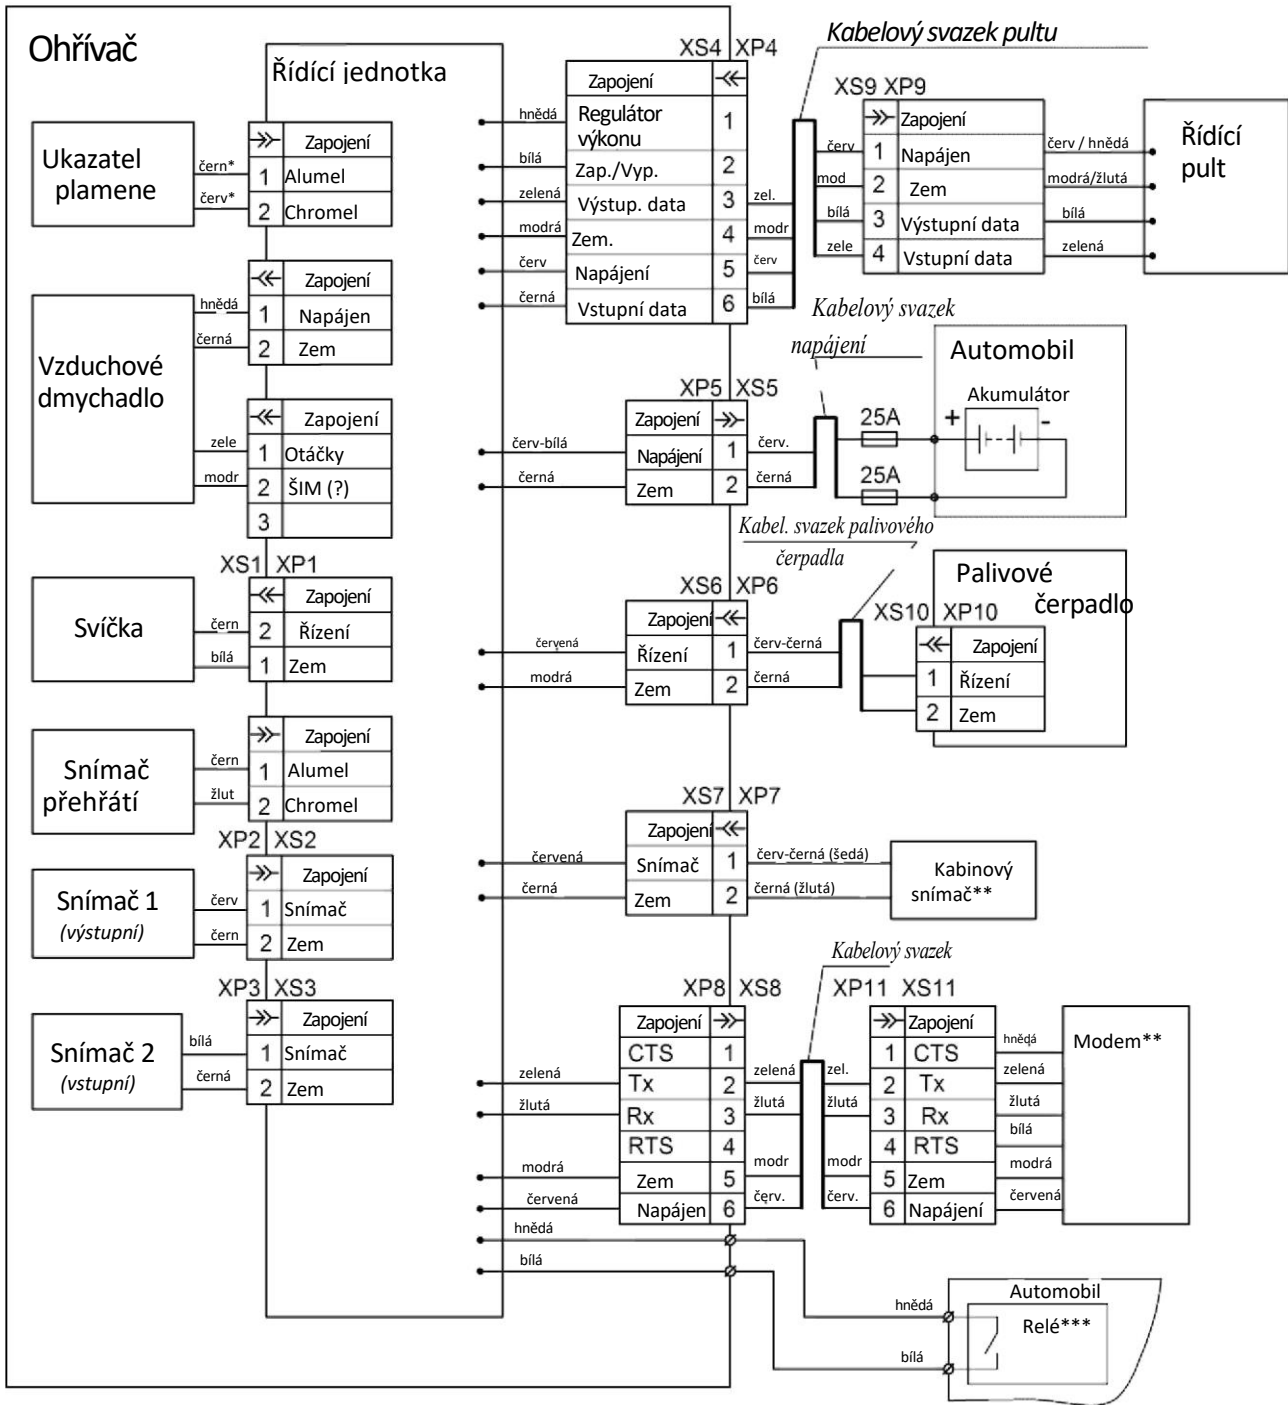 Ohřívač
Řídící jednotka
Ukazatel
plamene
čern*
červ*
Zapojení
1 Alumel
2 Chromel
Vzduchové
dmychadlo
hnědá
černá
Zapojení
1 Napájen
2 Zem
zele
modr
Zapojení
1 Otáčky
2 ŠIM (?)
3
XS1 XP1
Svíčka
čern
bílá
Zapojení
2 Řízení
1 Zem
Snímač
přehřátí
čern
žlut
Zapojení
1 Alumel
2 Chromel
XP2 XS2
Snímač 1
(výstupní)
červ
čern
Zapojení
1 Snímač
2 Zem
XP3 XS3
Snímač 2
(vstupní)
bílá
černá
Zapojení
1 Snímač
2 Zem
XS4 XP4
Zapojení
hnědá Regulátor výkonu 1
bílá Zap./Vyp. 2
zelená Výstup. data 3 zel.
modrá Zem. 4 modr
červ Napájení 5 červ
černá Vstupní data 6 bílá
Kabelový svazek pultu
XS9 XP9
Zapojení
červ 1 Napájen červ / hnědá
mod 2 Zem modrá/žlutá
bílá 3 Výstupní data bílá
zele 4 Vstupní data zelená
Řídící
pult
Kabelový svazek
napájení
XP5 XS5
Zapojení
červ-bílá Napájení 1 červ.
černá Zem 2 černá
25A
25A
Automobil
Akumulátor
+ -
Kabel. svazek palivového
čerpadla
XS6 XP6
Zapojení
červená Řízení 1 červ-černá
modrá Zem 2 černá
Palivové
čerpadlo
XS10 XP10
Zapojení
1 Řízení
2 Zem
XS7 XP7
Zapojení
červená Snímač 1 červ-černá (šedá)
černá Zem 2 černá (žlutá)
Kabinový
snímač**
Kabelový svazek
XP8 XS8
Zapojení
CTS 1
zelená Tx 2 zelená
žlutá Rx 3 žlutá
RTS 4
modrá Zem 5 modr
červená Napájen 6 červ.
hnědá
bílá
XP11 XS11
Zapojení
1 CTS hnědá
zel. 2 Tx zelená
žlutá 3 Rx žlutá
4 RTS bílá
modr 5 Zem modrá
červ. 6 Napájení červená
Modem**
Automobil
hnědá
Relé***
bílá